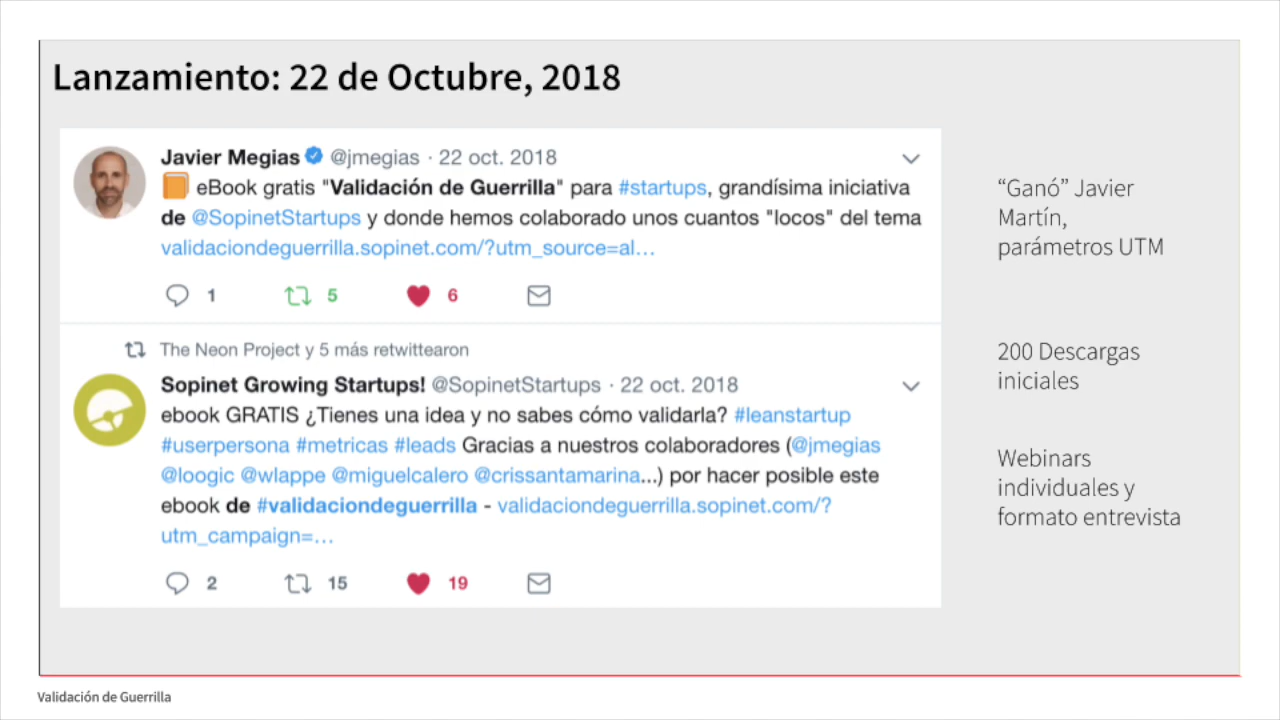 Lanzamiento: 22 de Octubre, 2018
Javier Megias @jmegias · 22 oct. 2018
eBook gratis "Validación de Guerrilla" para #startups, grandísima iniciativa
de @SopinetStartups y donde hemos colaborado unos cuantos "locos" del tema
validaciondeguerrilla.sopinet.com/?utm_source=al…
1 5 6
The Neon Project y 5 más retwittearon
Sopinet Growing Startups! @SopinetStartups · 22 oct. 2018
ebook GRATIS ¿Tienes una idea y no sabes cómo validarla? #leanstartup
#userpersona #metricas #leads Gracias a nuestros colaboradores (@jmegias
@loogic @wlappe @miguelcalero @crissantamarina...) por hacer posible este
ebook de #validaciondeguerrilla - validaciondeguerrilla.sopinet.com/?
utm_campaign=…
2 15 19
“Ganó” Javier
Martín,
parámetros UTM
200 Descargas
iniciales
Webinars
individuales y
formato entrevista
Validación de Guerrilla